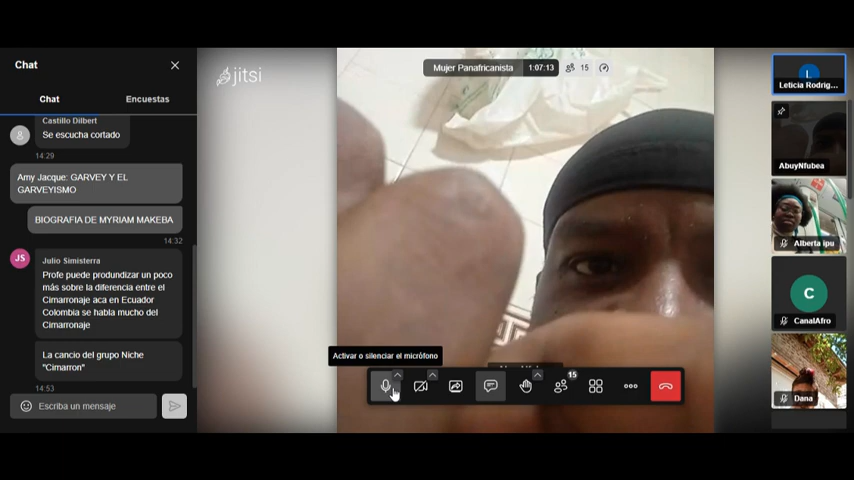 Chat
Chat
Encuestas
Castillo Dilbert
Se escucha cortado
14:29
Amy Jacque: GARVEY Y EL
GARVEYISMO
BIOGRAFIA DE MYRIAM MAKEBA
14:32
JS
Julio Simisterra
Profe puede produndizar un poco
más sobre la diferencia entre el
Cimarronaje aca en Ecuador
Colombia se habla mucho del
Cimarronaje
La cancio del grupo Niche
"Cimarron"
14:53
Escriba un mensaje
jitsi
Mujer Panafricanista
1:07:13
15
Activar o silenciar el micrófono
15
L
Leticia Rodrig...
AbuyNfubea
Alberta ipu
C
CanalAfro
Dana